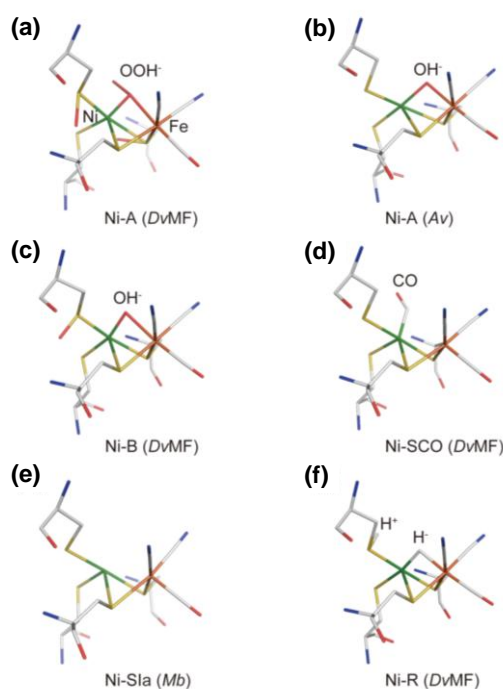 (a)
OOH⁻
Ni
Fe
Ni-A (DvMF)
(b)
OH⁻
Ni-A (Av)
(c)
OH⁻
Ni-B (DvMF)
(d)
CO
Ni-SCO (DvMF)
(e)
Ni-SIa (Mb)
(f)
H⁺
H⁻
Ni-R (DvMF)